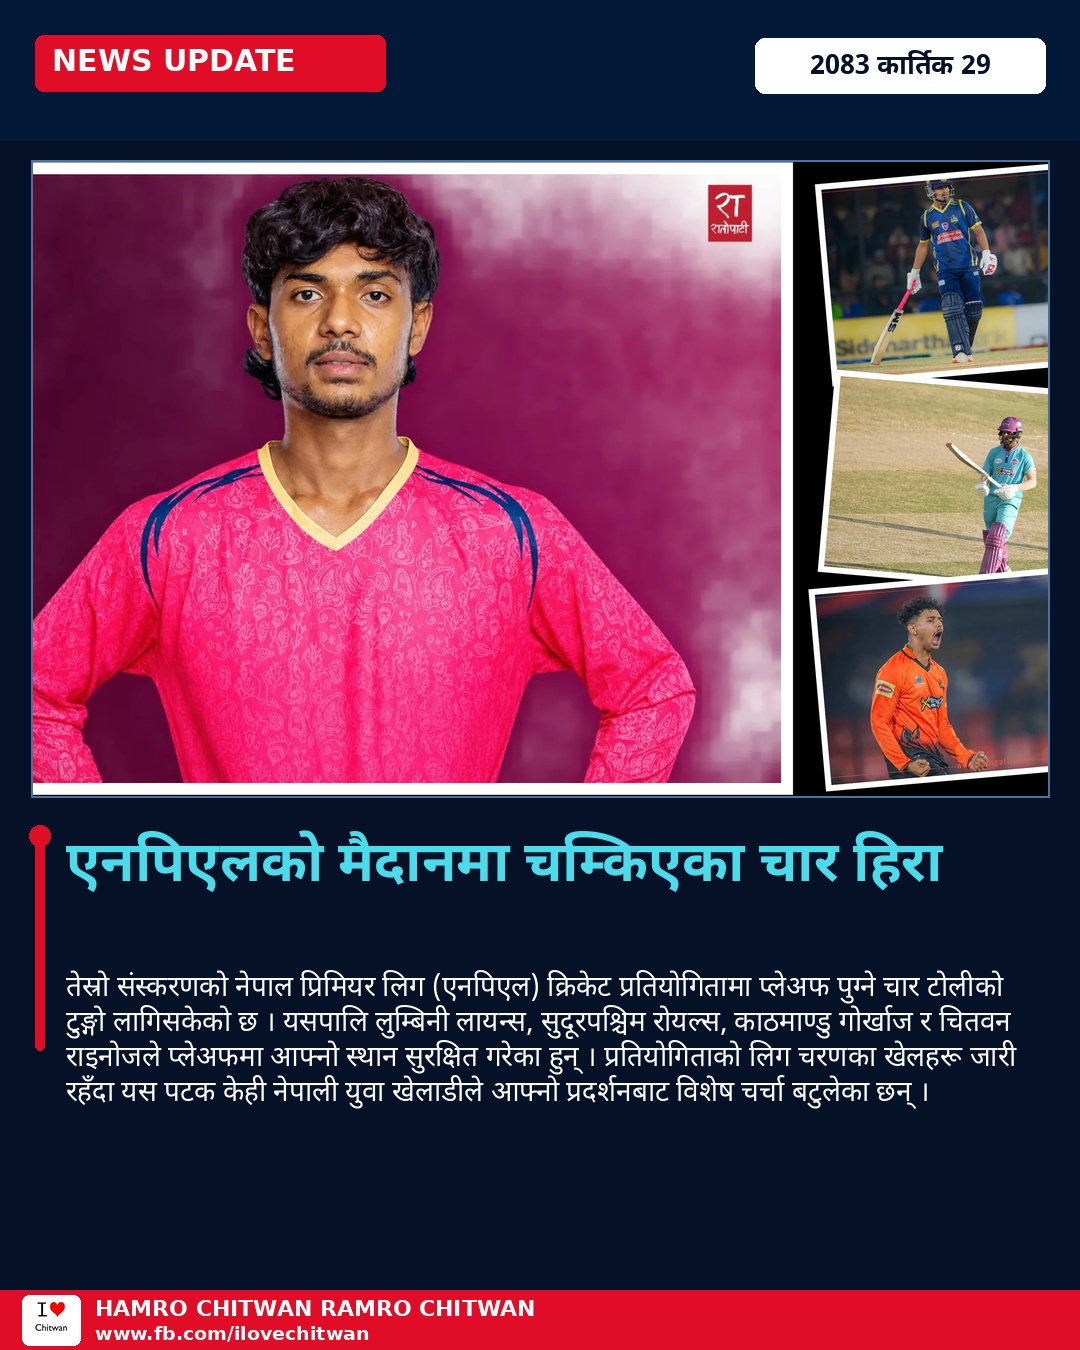 NEWS UPDATE
2083 कार्तिक 29
रा
रातोपाटी
एनपिएलको मैदानमा चम्किएका चार हिरा
तेस्रो संस्करणको नेपाल प्रिमियर लिग (एनपिएल) क्रिकेट प्रतियोगितामा प्लेअफ पुग्ने चार टोलीको
टुङ्गो लागिसकेको छ । यसपालि लुम्बिनी लायन्स, सुदूरपश्चिम रोयल्स, काठमाण्डु गोर्खाज र चितवन
राइनोजले प्लेअफमा आफ्नो स्थान सुरक्षित गरेका हुन् । प्रतियोगिताको लिग चरणका खेलहरू जारी
रहँदा यस पटक केही नेपाली युवा खेलाडीले आफ्नो प्रदर्शनबाट विशेष चर्चा बटुलेका छन् ।
I ♥
Chitwan
HAMRO CHITWAN RAMRO CHITWAN
www.fb.com/ilovechitwan